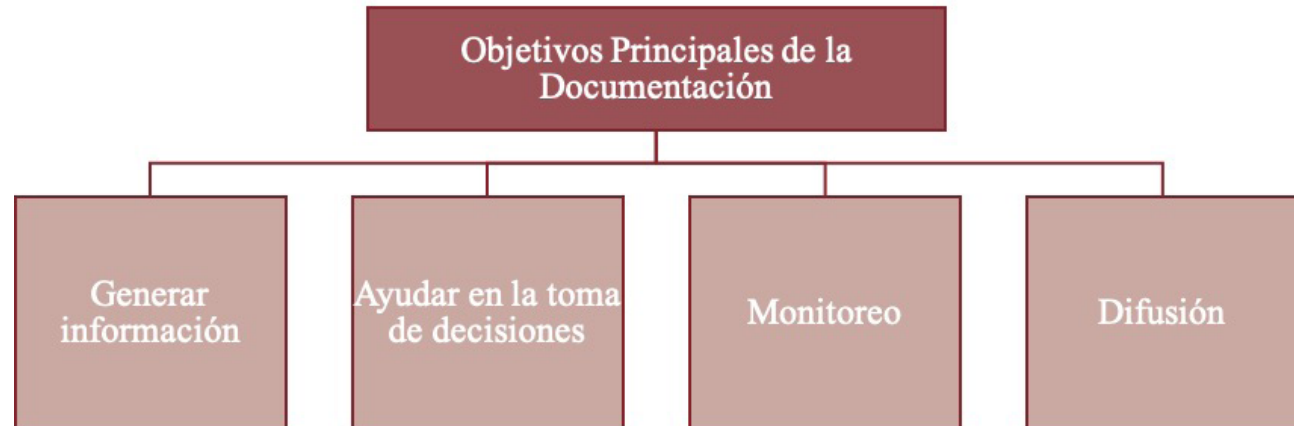 Objetivos Principales de la
Documentación
Generar
información
Ayudar en la toma
de decisiones
Monitoreo
Difusión